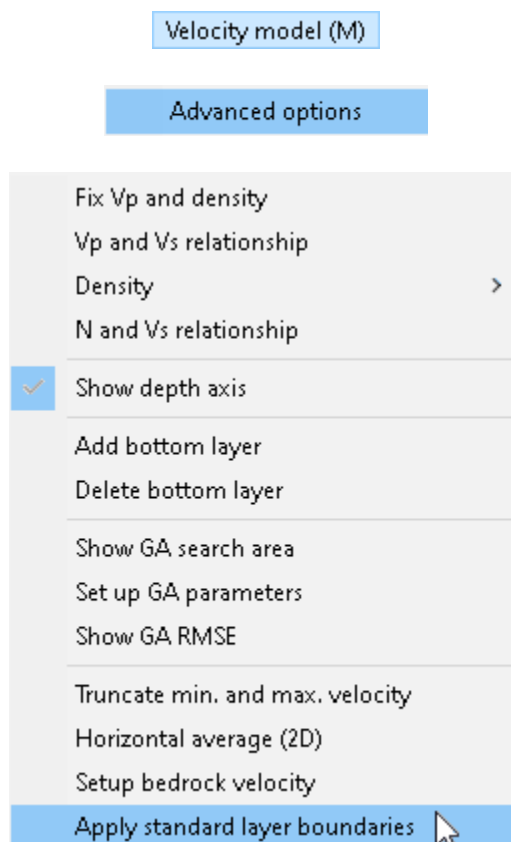 Velocity model (M)
Advanced options
Fix Vp and density
Vp and Vs relationship
Density
N and Vs relationship
Show depth axis
Add bottom layer
Delete bottom layer
Show GA search area
Set up GA parameters
Show GA RMSE
Truncate min. and max. velocity
Horizontal average (2D)
Setup bedrock velocity
Apply standard layer boundaries